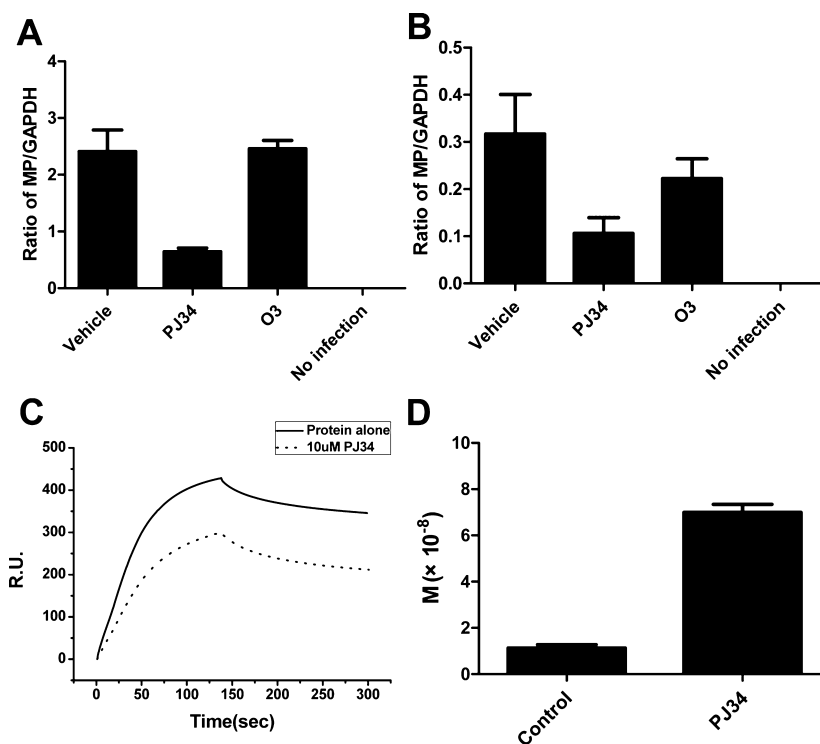 A
Ratio of MP/GAPDH
4
3
2
1
0
Vehicle
PJ34
O3
No infection
B
Ratio of MP/GAPDH
0.5
0.4
0.3
0.2
0.1
0.0
Vehicle
PJ34
O3
No infection
C
Protein alone
10uM PJ34
R.U.
500
400
300
200
100
0
0 50 100 150 200 250 300
Time(sec)
D
M (× 10-8)
10
8
6
4
2
0
Control
PJ34